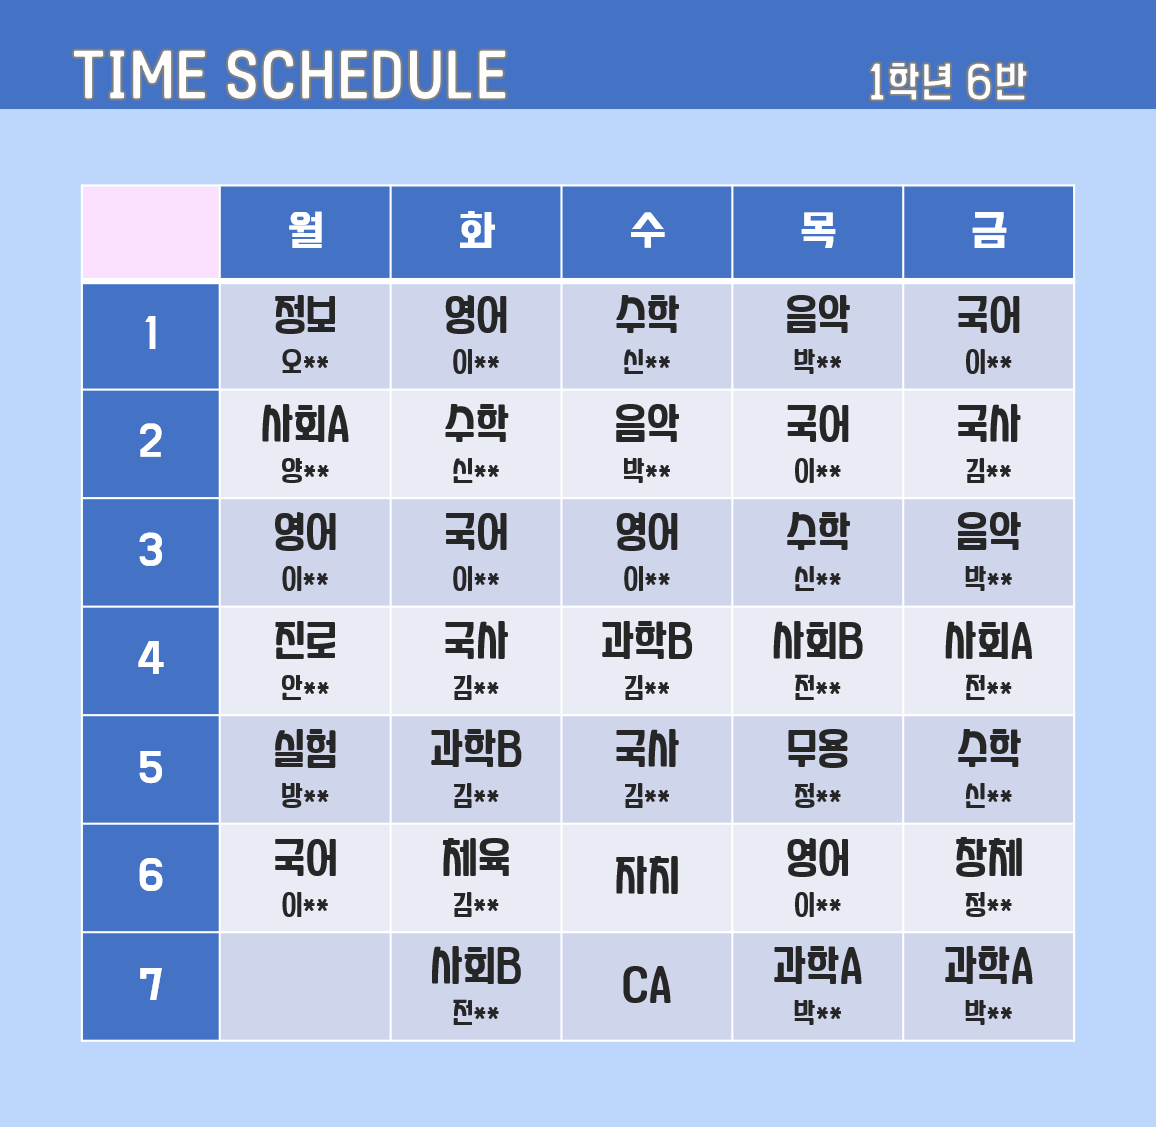 TIME SCHEDULE
1학년 6반
월 화 수 목 금
1 정보 영어 수학 음악 국어
오** 이** 신** 박** 이**
2 사회A 수학 음악 국어 국사
양** 신** 박** 이** 김**
3 영어 국어 영어 수학 음악
이** 이** 이** 신** 박**
4 진로 국사 과학B 사회B 사회A
안** 김** 김** 전** 전**
5 실험 과학B 국사 무용 수학
방** 김** 김** 정** 신**
6 국어 체육 자치 영어 창체
이** 김** 이** 정**
7 사회B CA 과학A 과학A
전** 박** 박**